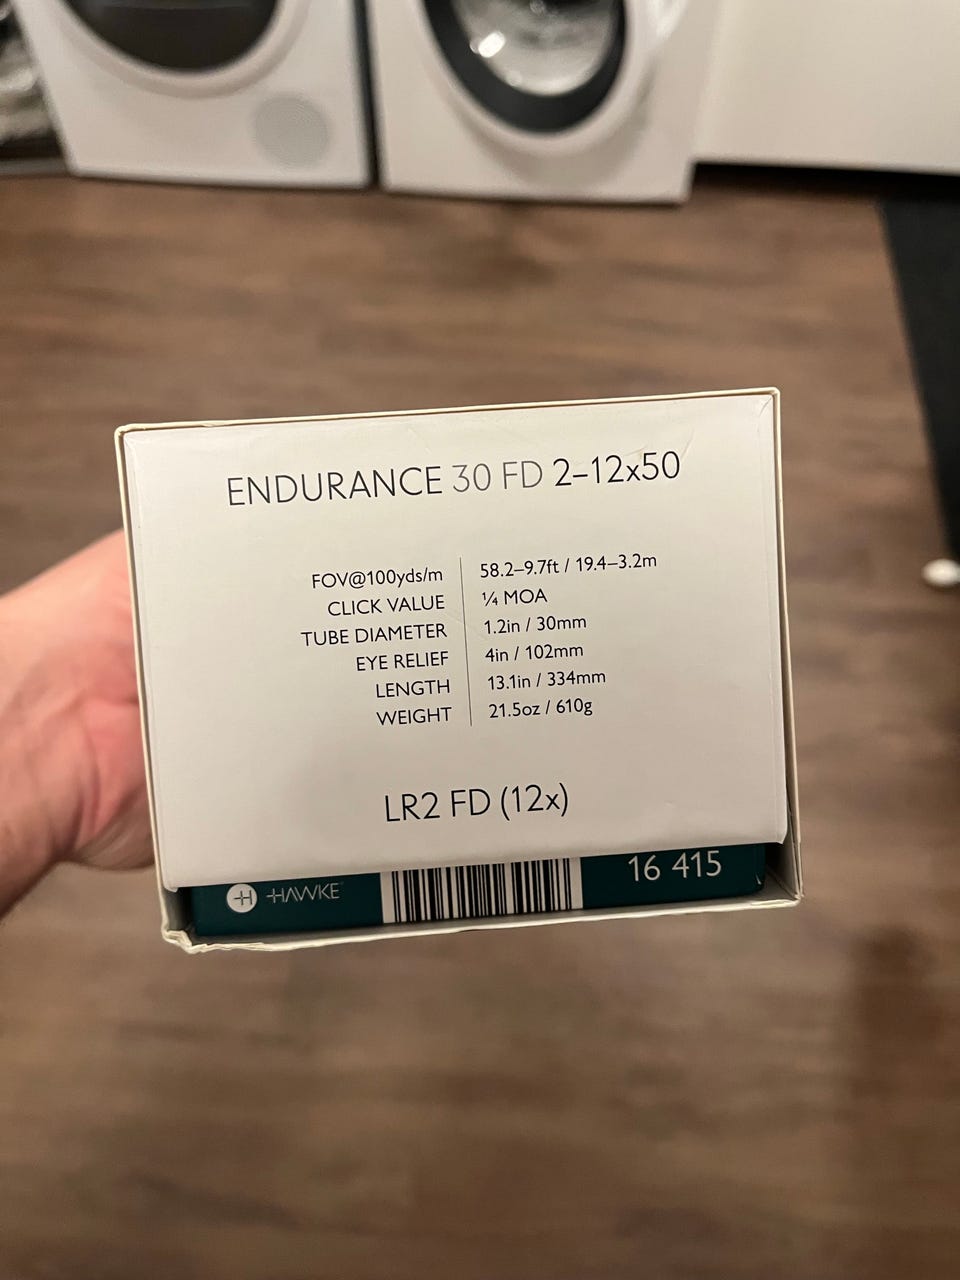 ENDURANCE 30 FD 2–12x50
FOV@100yds/m 58.2–9.7ft / 19.4–3.2m
CLICK VALUE ¼ MOA
TUBE DIAMETER 1.2in / 30mm
EYE RELIEF 4in / 102mm
LENGTH 13.1in / 334mm
WEIGHT 21.5oz / 610g
LR2 FD (12x)
HAWKE 16 415